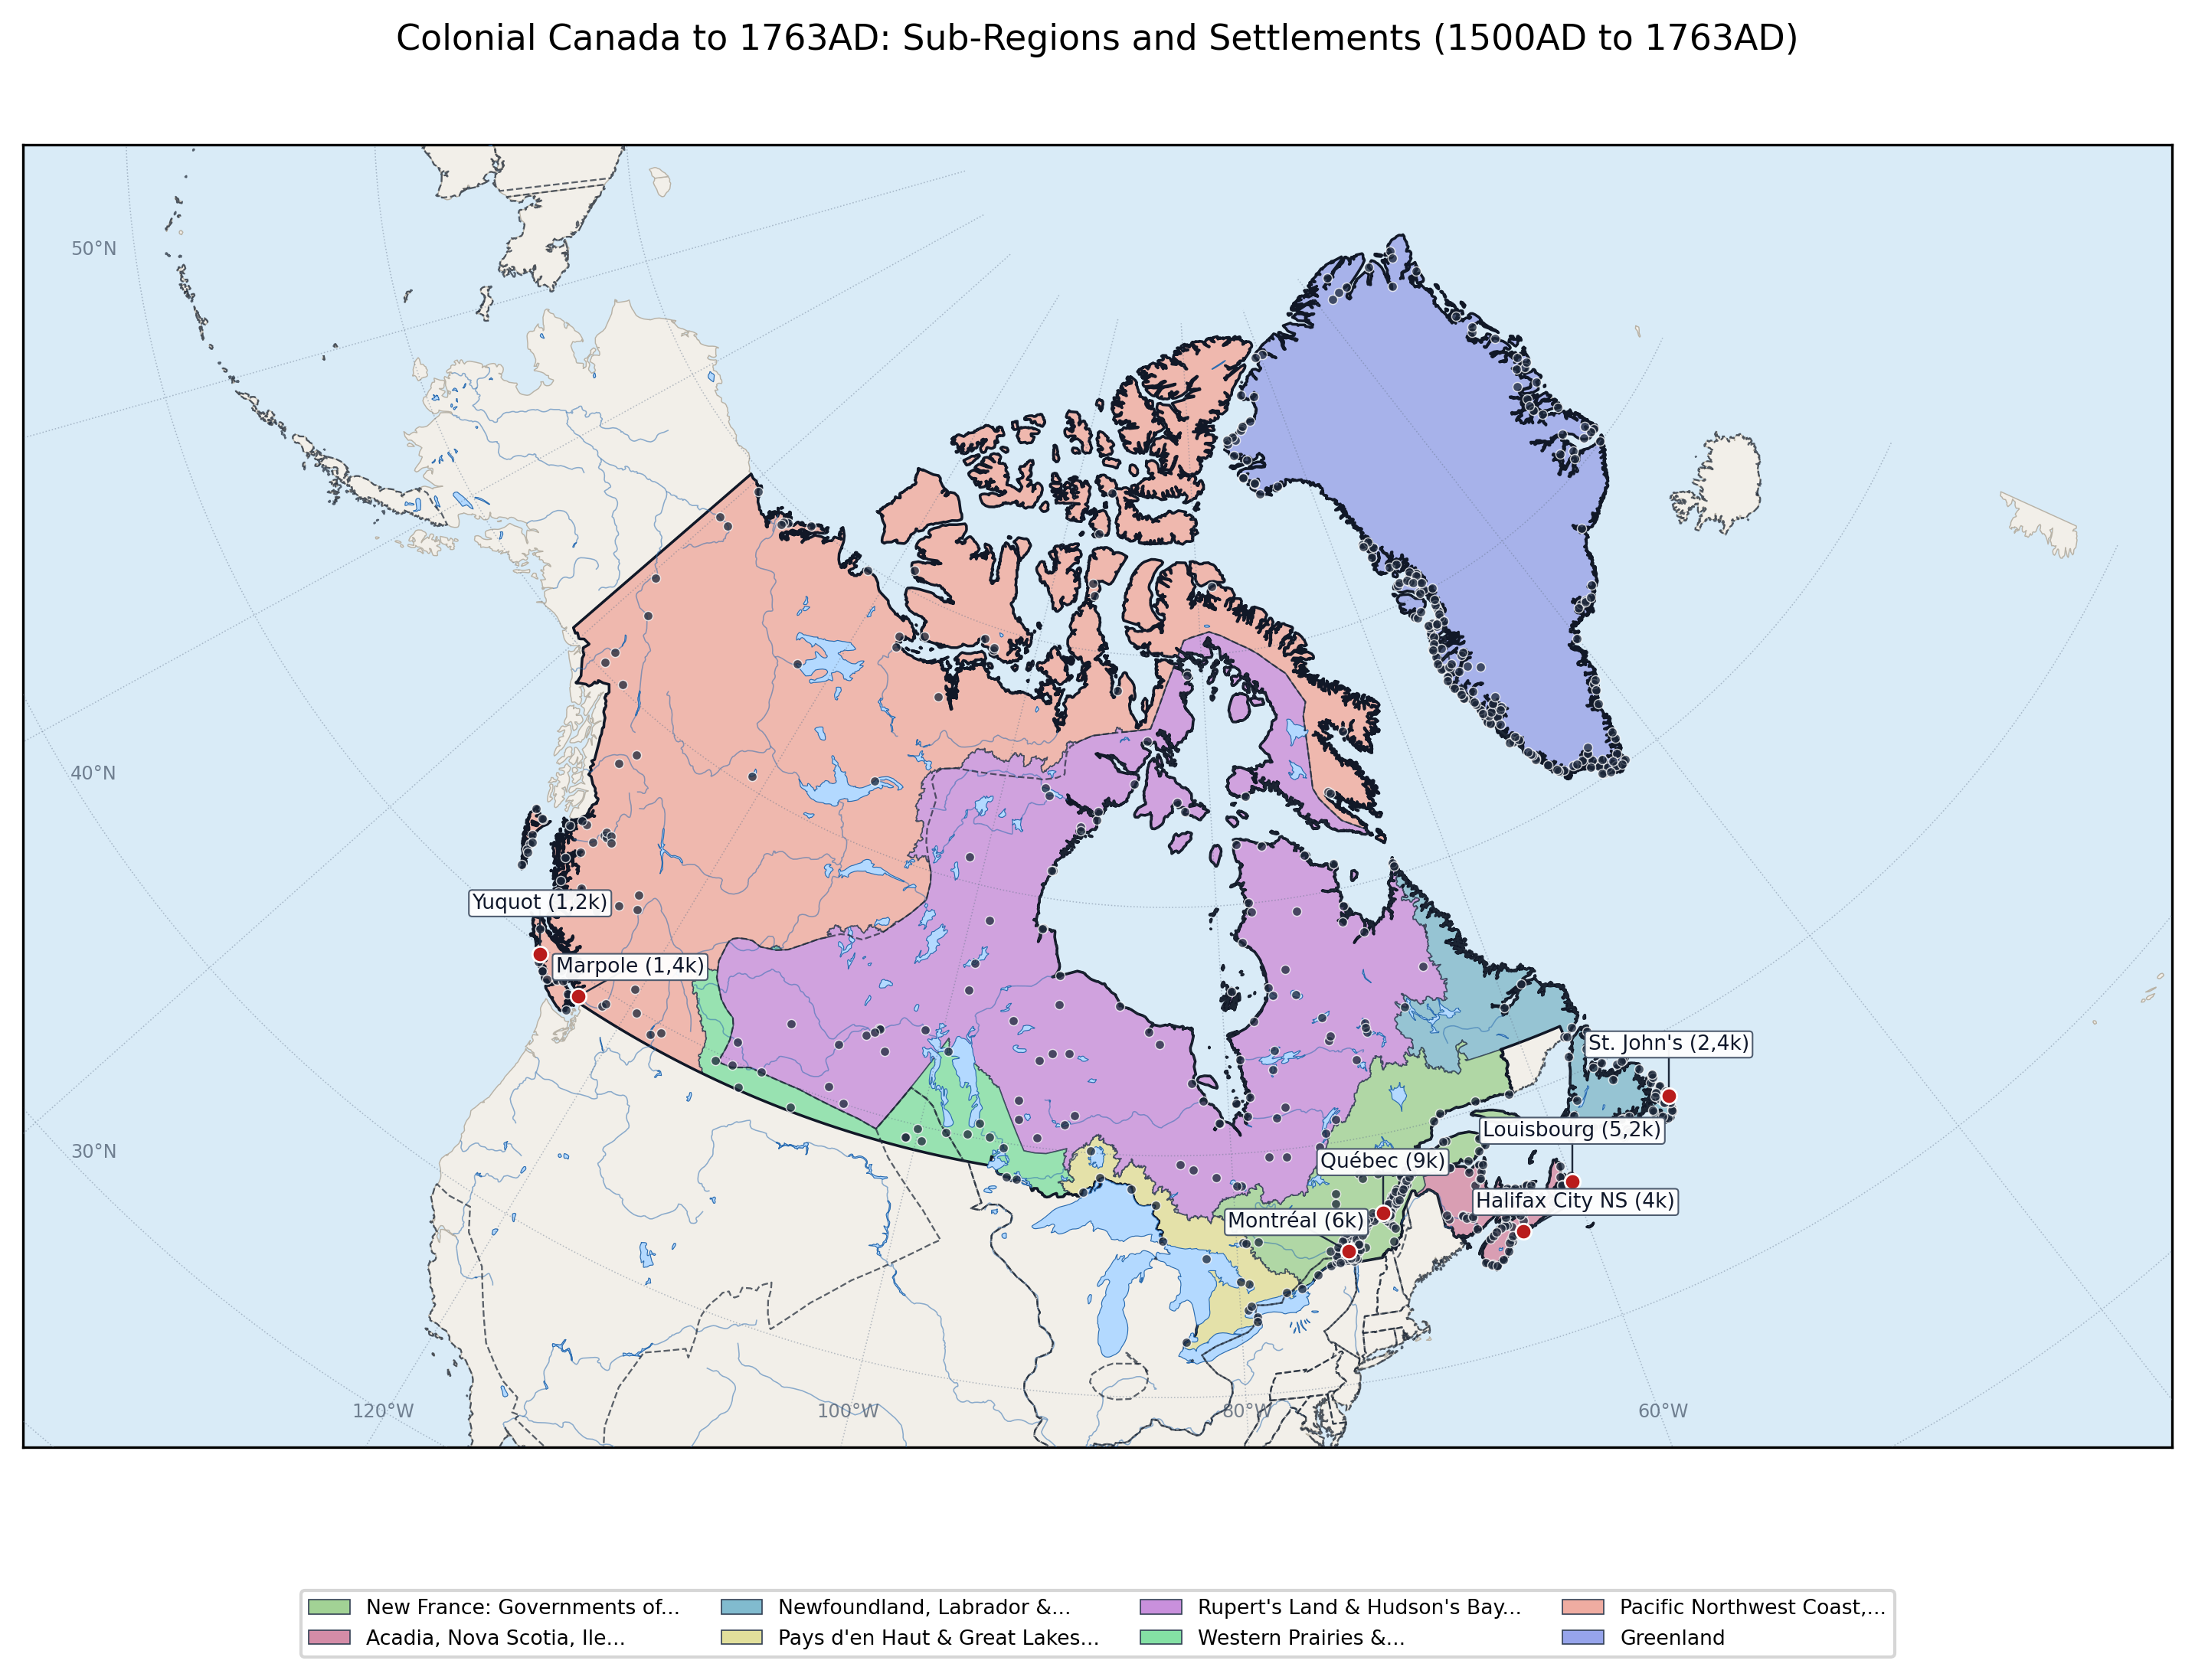 Colonial Canada to 1763AD: Sub-Regions and Settlements (1500AD to 1763AD)
50°N
40°N
30°N
Yuquot (1,2k)
Marpole (1,4k)
St. John's (2,4k)
Louisbourg (5,2k)
Québec (9k)
Halifax City NS (4k)
Montréal (6k)
120°W
100°W
80°W
60°W
New France: Governments of...
Acadia, Nova Scotia, Ile...
Newfoundland, Labrador &...
Pays d'en Haut & Great Lakes...
Rupert's Land & Hudson's Bay...
Western Prairies &...
Pacific Northwest Coast,...
Greenland